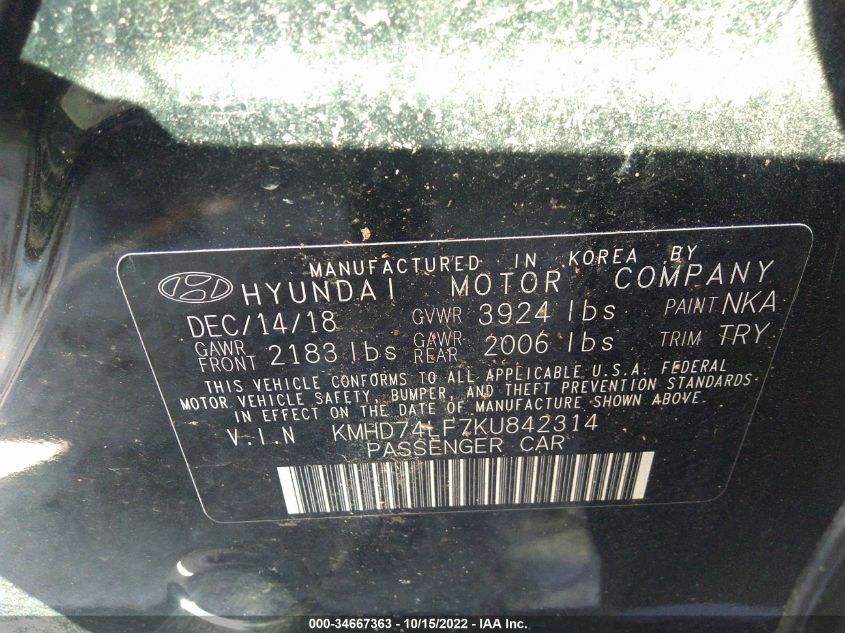 MANUFACTURED IN KOREA BY
HYUNDAI MOTOR COMPANY
DEC/14/18 GVWR 3924 lbs PAINT NKA
GAWR FRONT 2183 lbs GAWR REAR 2006 lbs TRIM TRY
THIS VEHICLE CONFORMS TO ALL APPLICABLE U.S.A. FEDERAL
MOTOR VEHICLE SAFETY, BUMPER, AND THEFT PREVENTION STANDARDS
IN EFFECT ON THE DATE OF MANUFACTURE SHOWN ABOVE.
V.I.N KMHD74LF7KU842314
PASSENGER CAR
000-34667363 - 10/15/2022 - IAA Inc.